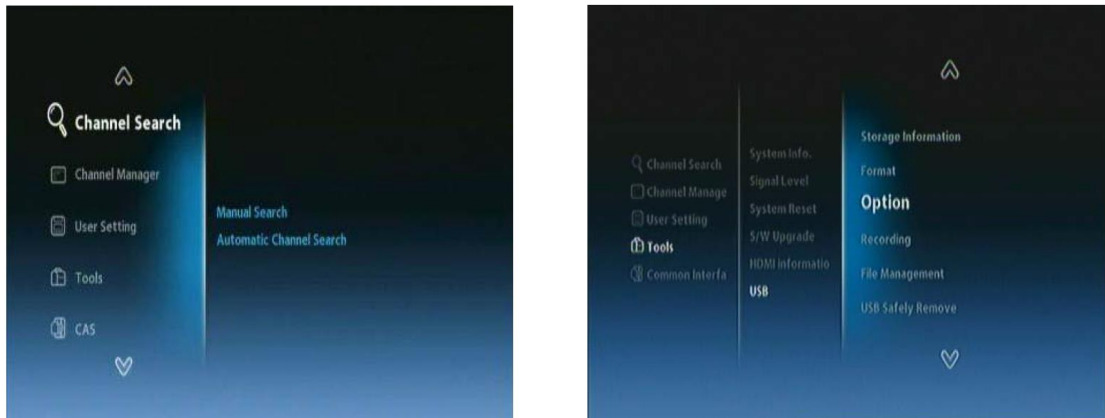 Channel Search
Channel Manager
User Setting
Tools
CAS
Manual Search
Automatic Channel Search
Channel Search
Channel Manage
User Setting
Tools
Common Interfa
System Info.
Signal Level
System Reset
S/W Upgrade
HDMI informatio
USB
Storage Information
Format
Option
Recording
File Management
USB Safely Remove